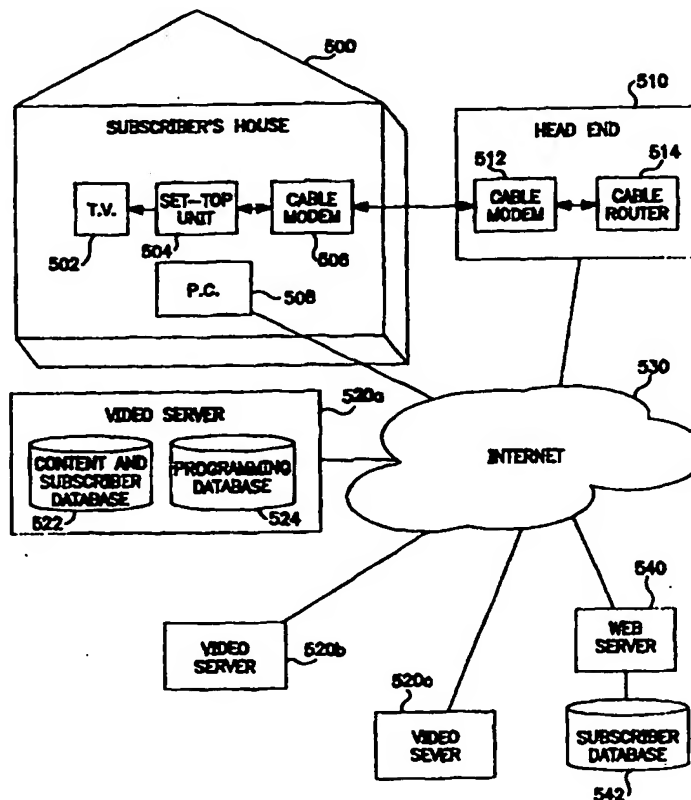 500
510
SUBSCRIBER'S HOUSE
HEAD END
512
514
T.V.
SET-TOP
UNIT
CABLE
MODEM
CABLE
MODEM
CABLE
ROUTER
502
504
506
P.C.
508
530
VIDEO SERVER
520a
INTERNET
CONTENT AND
SUBSCRIBER
DATABASE
PROGRAMMING
DATABASE
522
524
540
VIDEO
SERVER
520b
WEB
SERVER
520c
VIDEO
SEVER
SUBSCRIBER
DATABASE
542